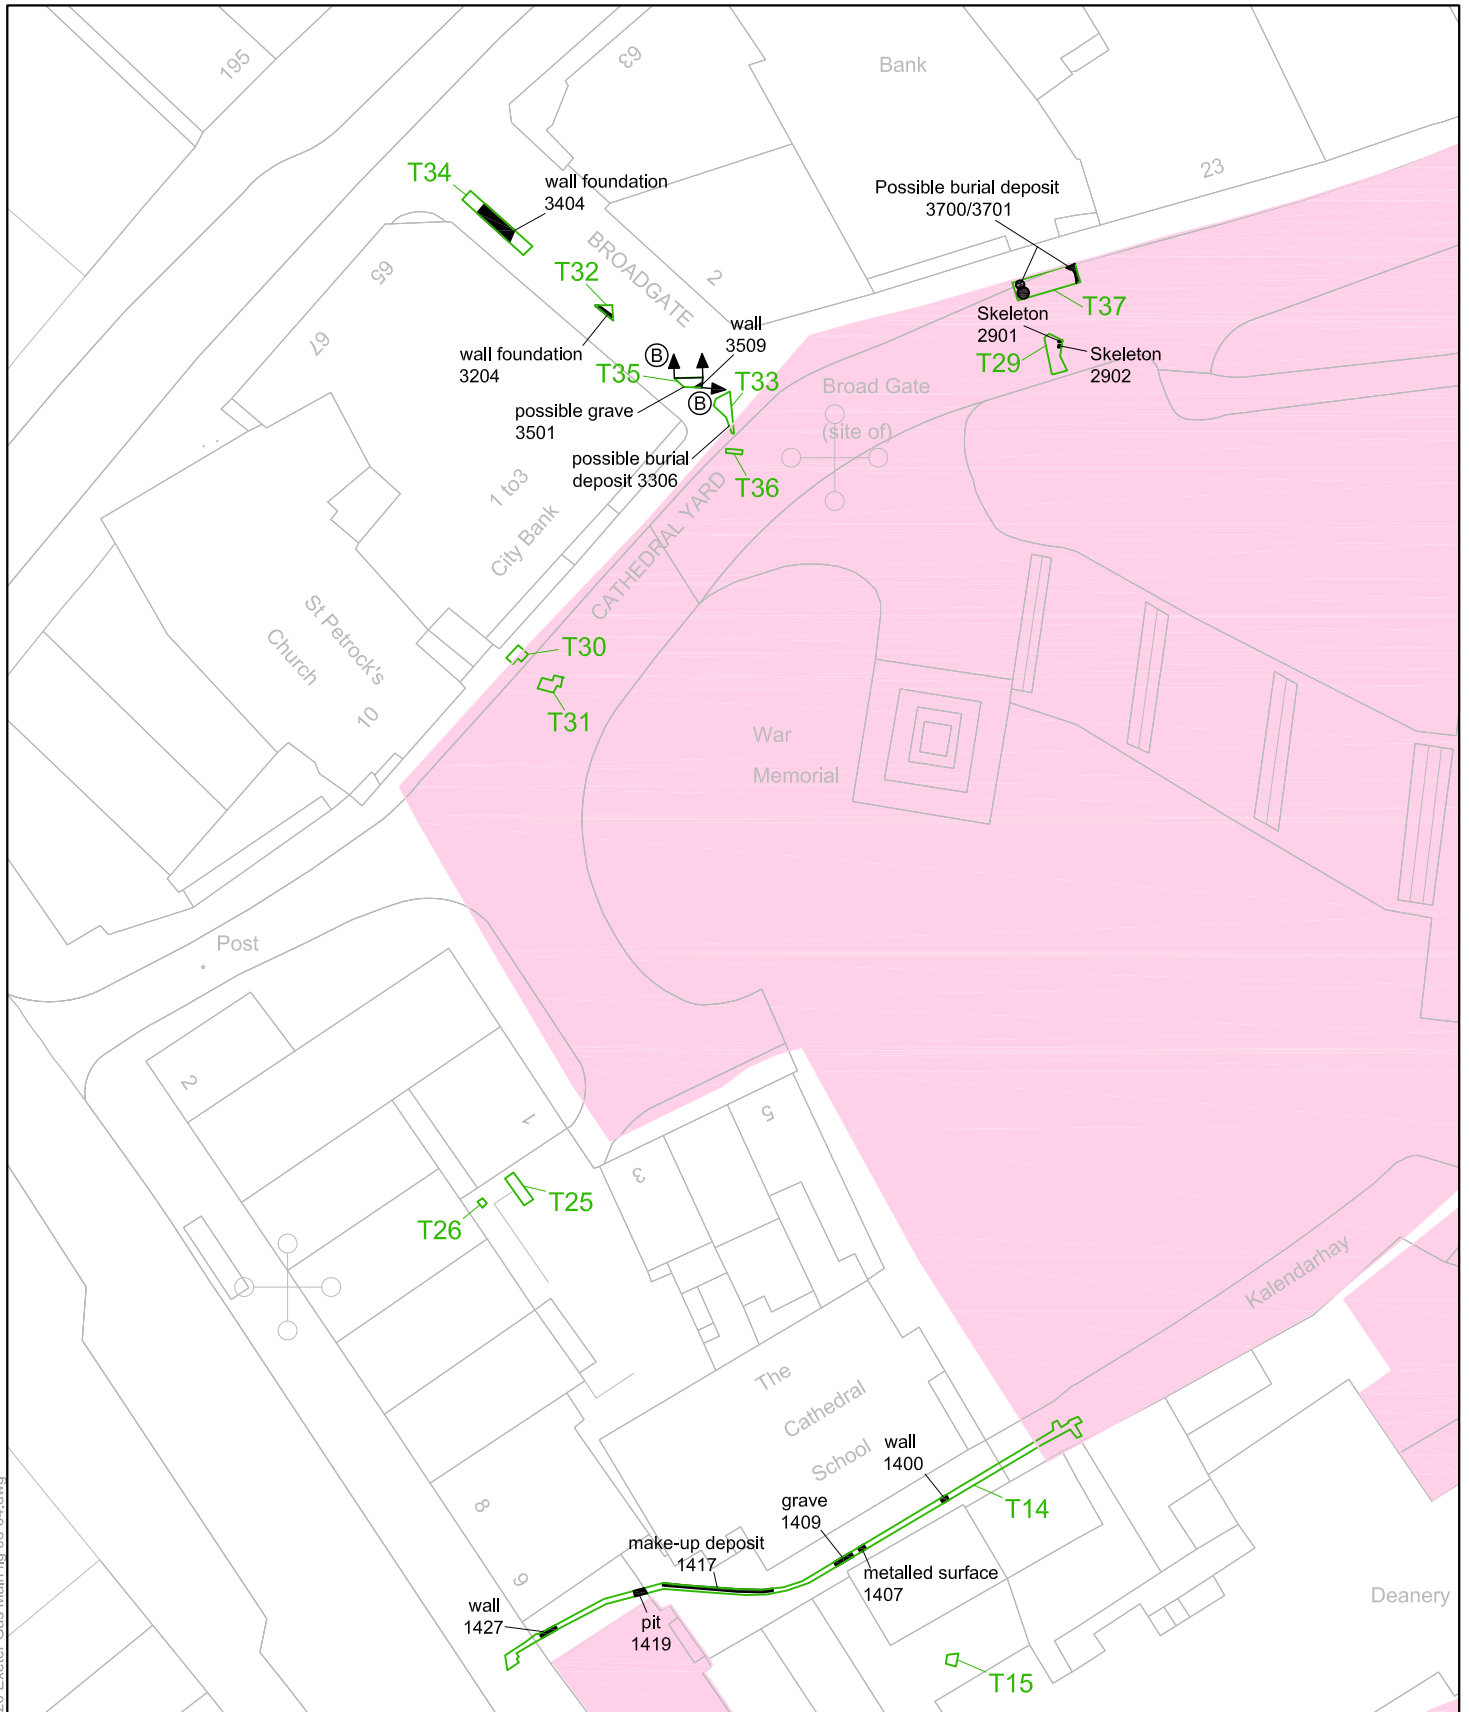 195
63
Bank
23
T34
wall foundation
3404
Possible burial deposit
3700/3701
BROADGATE
2
65
T32
T37
67
wall
3509
Skeleton
2901
Skeleton
2902
T29
wall foundation
3204
B
T35
T33
B
Broad Gate
(site of)
possible grave
3501
possible burial
deposit 3306
T36
1 to3
City Bank
CATHEDRAL YARD
St Petrock's
Church
10
T30
T31
War
Memorial
Post
2
1
5
3
T25
T26
Kalendarhay
The
Cathedral
School
8
9
wall
1400
T14
grave
1409
make-up deposit
1417
metalled surface
1407
wall
1427
pit
1419
T15
Deanery